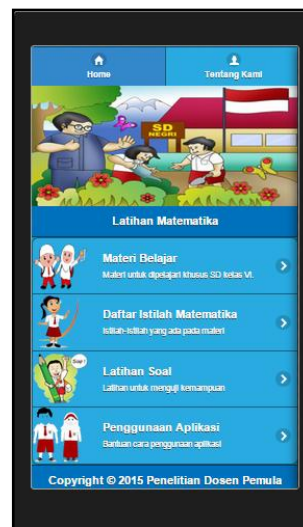 Home
Tentang Kami
SD
NEGRI
Latihan Matematika
Materi Belajar
Materi untuk dipelajari khusus SD kelas VI.
Daftar Istilah Matematika
Istilah-istilah yang ada pada materi
Saya!
Latihan Soal
Latihan untuk menguji kemampuan
Penggunaan Aplikasi
Bantuan cara penggunaan aplikasi
Copyright © 2015 Penelitian Dosen Pemula